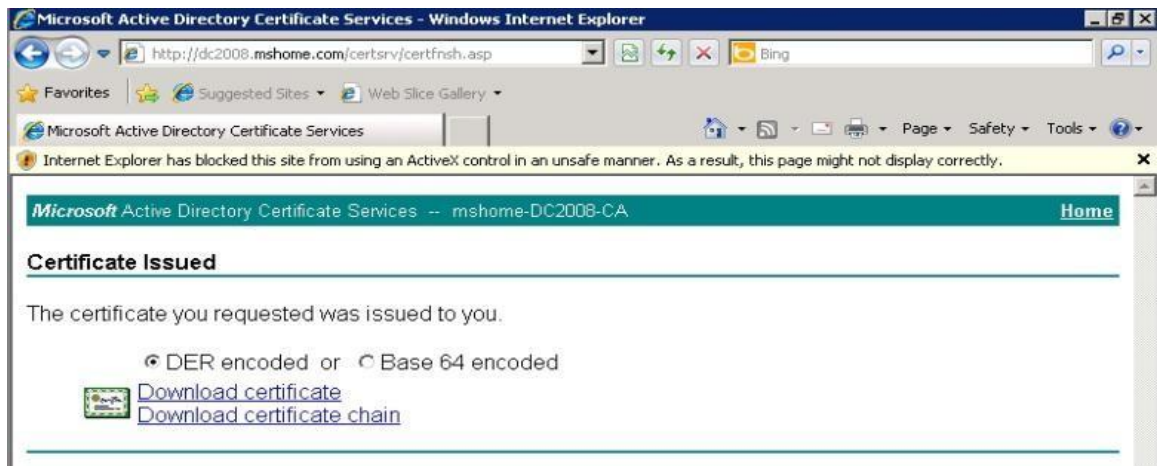 Microsoft Active Directory Certificate Services - Windows Internet Explorer
http://dc2008.mshome.com/certsrv/certfnsh.asp
Bing
Favorites
Suggested Sites
Web Slice Gallery
Microsoft Active Directory Certificate Services
Page
Safety
Tools
Internet Explorer has blocked this site from using an ActiveX control in an unsafe manner. As a result, this page might not display correctly.
Microsoft Active Directory Certificate Services -- mshome-DC2008-CA
Home
Certificate Issued
The certificate you requested was issued to you.
DER encoded or Base 64 encoded
Download certificate
Download certificate chain